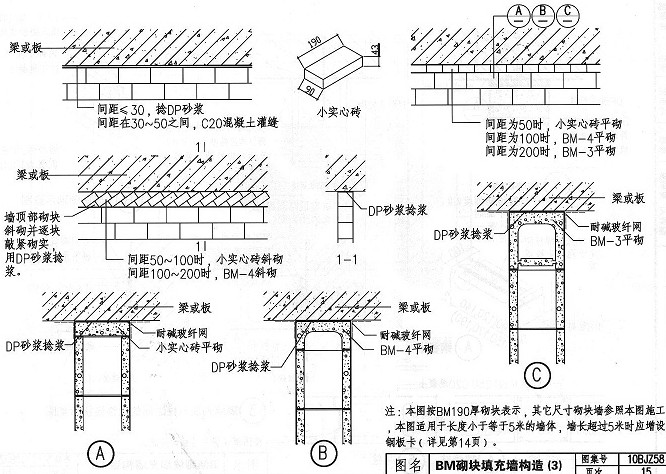 梁或板
间距≤30，捻DP砂浆
间距在30~50之间，C20混凝土灌缝
1
190
43
90
小实心砖
A
B
C
间距为50时，小实心砖平砌
间距为100时，BM-4平砌
间距为200时，BM-3平砌
梁或板
墙顶部砌块
斜砌并逐块
敲紧砌实，
用DP砂浆捻
浆。
1
间距50~100时，小实心砖斜砌
间距100~200时，BM-4斜砌
DP砂浆捻浆
1-1
梁或板
DP砂浆捻浆
耐碱玻纤网
BM-3平砌
C
梁或板
DP砂浆捻浆
耐碱玻纤网
小实心砖平砌
A
梁或板
DP砂浆捻浆
耐碱玻纤网
BM-4平砌
B
注：本图按BM190厚砌块表示，其它尺寸砌块墙参照本图施工
，本图适用于长度小于等于5米的墙体，墙长超过5米时应增设
钢板卡（详见第14页）。
图名
BM砌块填充墙构造(3)
图集号
10BJZ58
页次
15